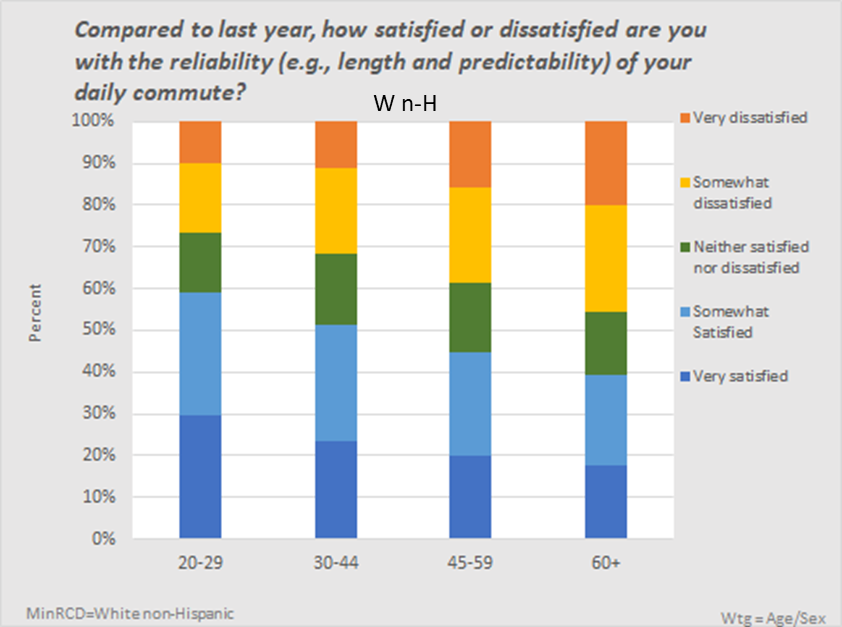 Compared to last year, how satisfied or dissatisfied are you
with the reliability (e.g., length and predictability) of your
daily commute?
W n-H
100%
90%
80%
70%
60%
50%
40%
30%
20%
10%
0%
Percent
20-29
30-44
45-59
60+
Very dissatisfied
Somewhat
dissatisfied
Neither satisfied
nor dissatisfied
Somewhat
Satisfied
Very satisfied
MinRCD=White non-Hispanic
Wtg = Age/Sex